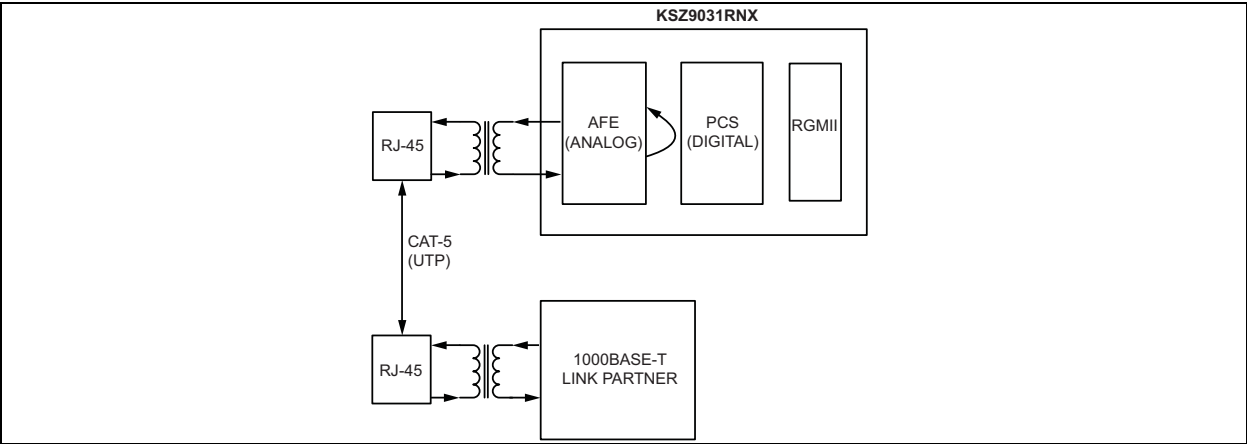 KSZ9031RNX
RJ-45
AFE
(ANALOG)
PCS
(DIGITAL)
RGMII
CAT-5
(UTP)
RJ-45
1000BASE-T
LINK PARTNER